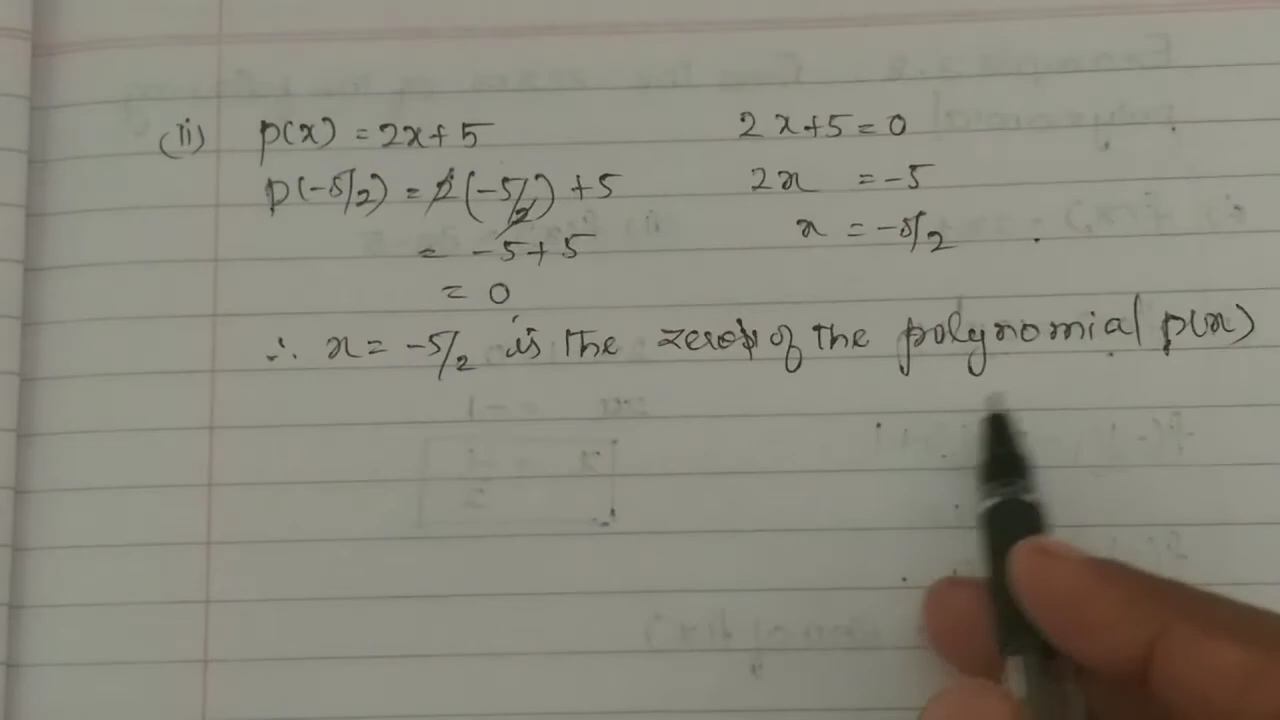 (ii) p(x) = 2x+5
2x+5=0
p(-5/2) = 2(-5/2) +5
2x = -5
= -5+5
x = -5/2
= 0
∴ x = -5/2 is the zero of the polynomial p(x)